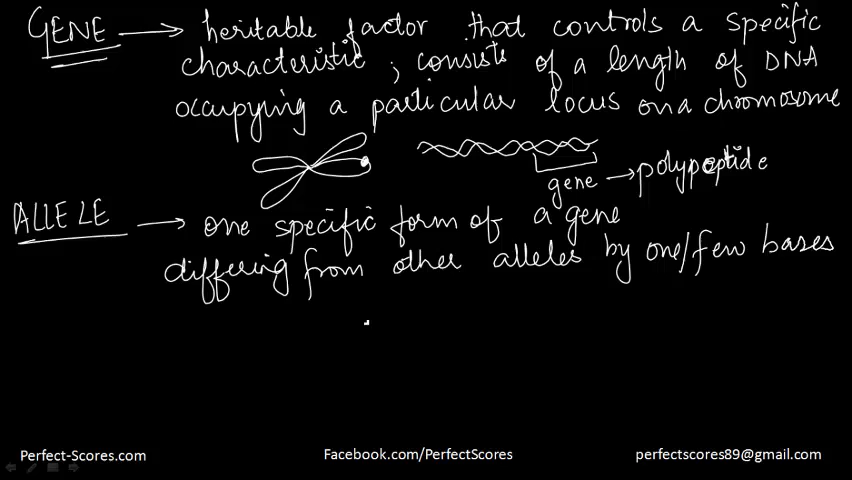 GENE → heritable factor that controls a specific
characteristic ; consists of a length of DNA
occupying a particular locus on a chromosome
gene → polypeptide
ALLELE → one specific form of a gene
differing from other alleles by one/few bases
Perfect-Scores.com
Facebook.com/PerfectScores
perfectscores89@gmail.com